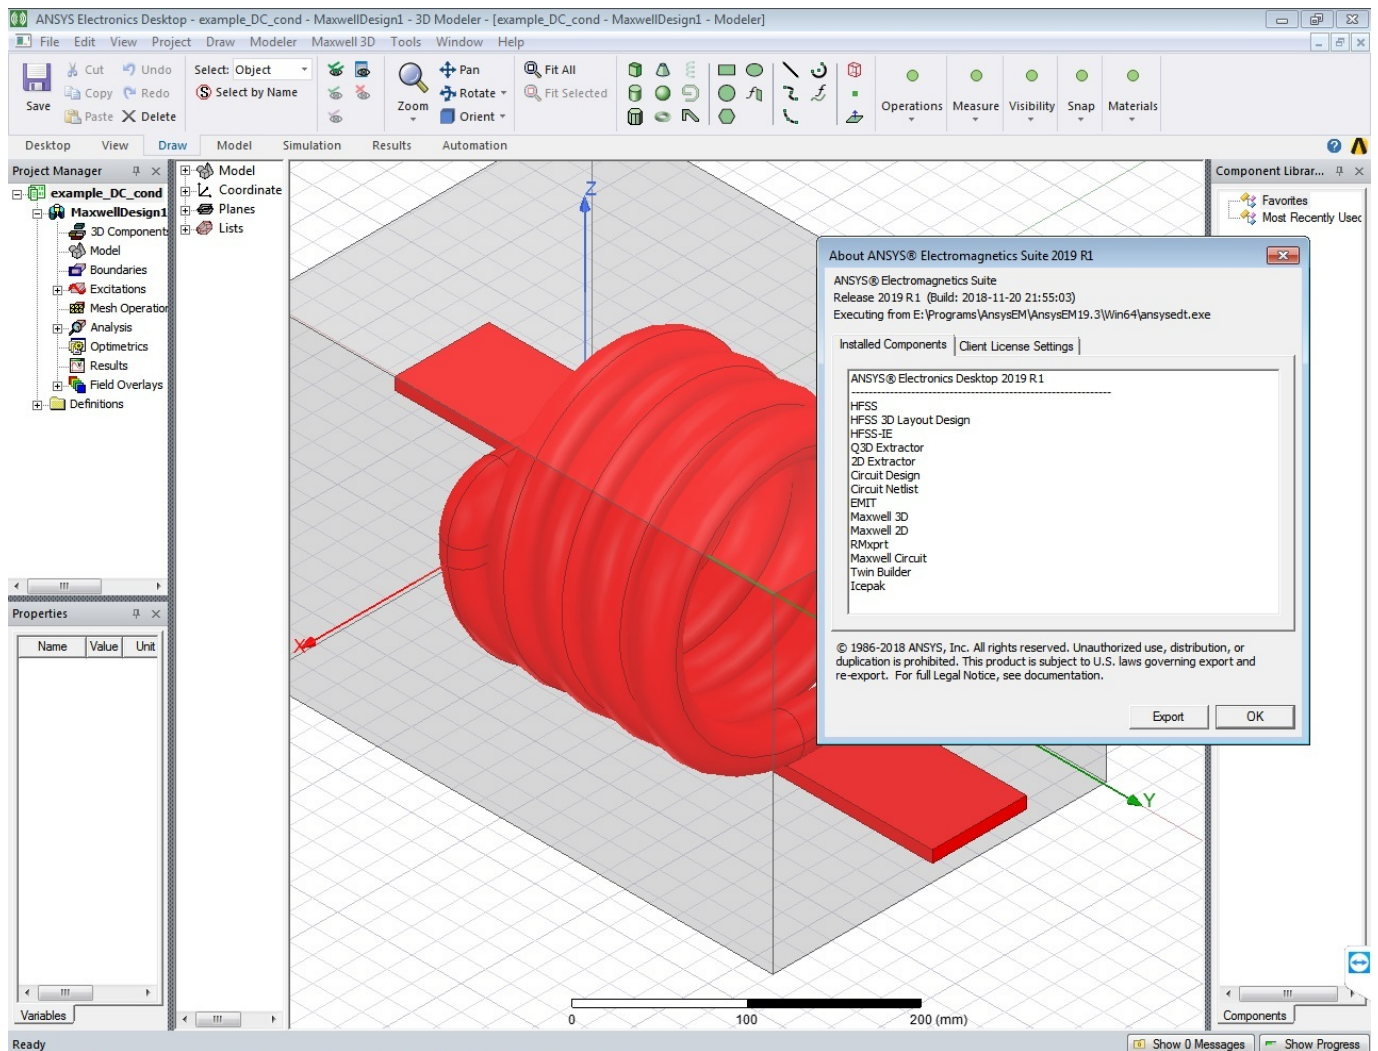 ANSYS Electronics Desktop - example_DC_cond - MaxwellDesign1 - 3D Modeler - [example_DC_cond - MaxwellDesign1 - Modeler]
File Edit View Project Draw Modeler Maxwell 3D Tools Window Help
Save
Cut Undo
Copy Redo
Paste Delete
Select: Object
Select by Name
Zoom
Pan
Rotate
Orient
Fit All
Fit Selected
Operations Measure Visibility Snap Materials
Desktop View Draw Model Simulation Results Automation
Project Manager
example_DC_cond
MaxwellDesign1
3D Component
Model
Boundaries
Excitations
Mesh Operation
Analysis
Optimetrics
Results
Field Overlays
Definitions
Model
Coordinate
Planes
Lists
Z
X
Y
0 100 200 (mm)
Component Librar...
Favorites
Most Recently Used
About ANSYS® Electromagnetics Suite 2019 R1
ANSYS® Electromagnetics Suite
Release 2019 R1 (Build: 2018-11-20 21:55:03)
Executing from E:\Programs\AnsysEM\AnsysEM19.3\Win64\ansysedt.exe
Installed Components Client License Settings
ANSYS® Electronics Desktop 2019 R1
------------------------------------------------------------
HFSS
HFSS 3D Layout Design
HFSS-IE
Q3D Extractor
2D Extractor
Circuit Design
Circuit Netlist
EMIT
Maxwell 3D
Maxwell 2D
RMxprt
Maxwell Circuit
Twin Builder
Icepak
© 1986-2018 ANSYS, Inc. All rights reserved. Unauthorized use, distribution, or
duplication is prohibited. This product is subject to U.S. laws governing export and
re-export. For full Legal Notice, see documentation.
Export OK
Properties
Name Value Unit
Variables
Components
Ready
Show 0 Messages Show Progress